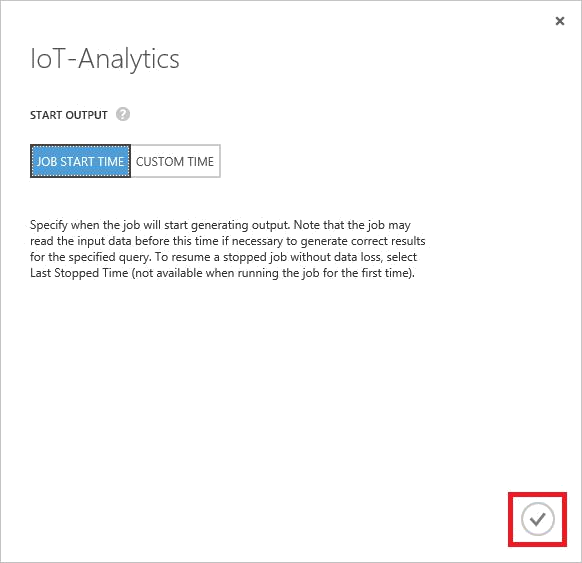 IoT-Analytics
START OUTPUT ?
JOB START TIME CUSTOM TIME
Specify when the job will start generating output. Note that the job may
read the input data before this time if necessary to generate correct results
for the specified query. To resume a stopped job without data loss, select
Last Stopped Time (not available when running the job for the first time).